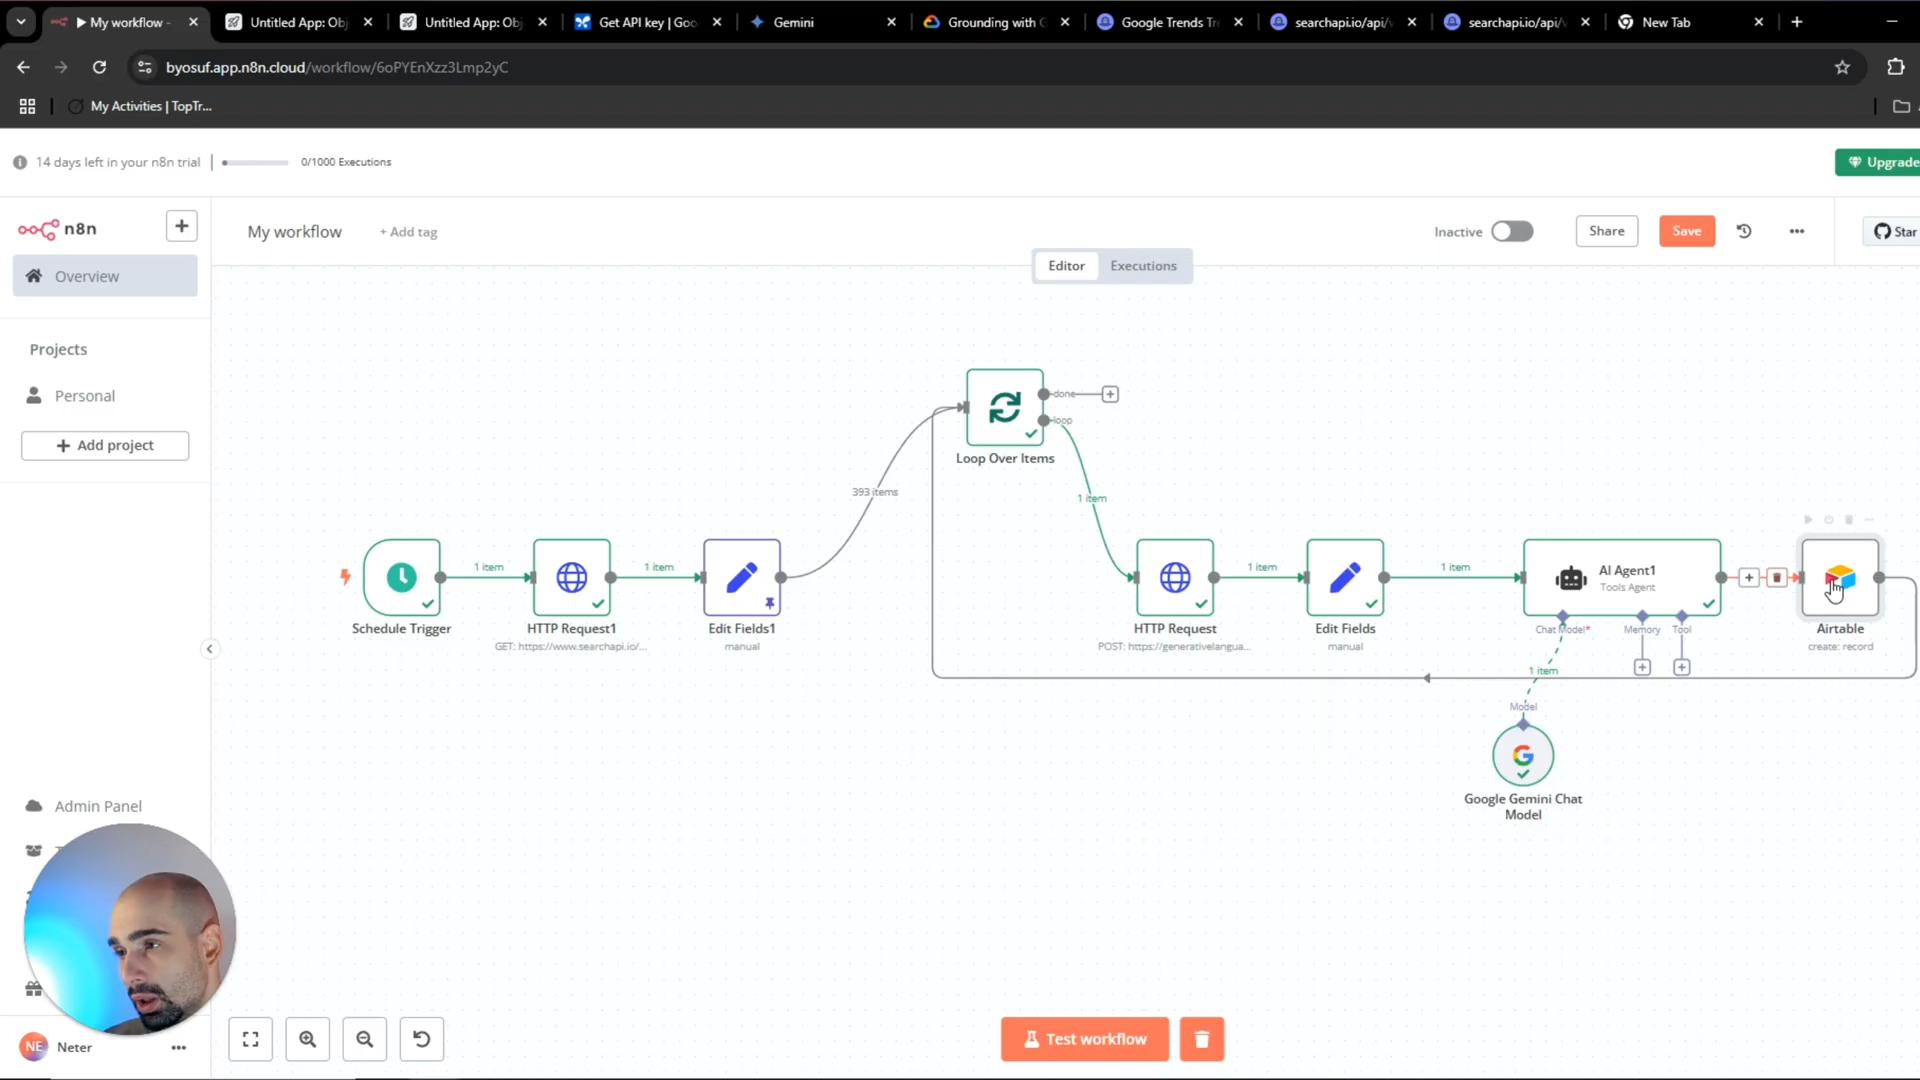 My workflow -
Untitled App: Obj
Untitled App: Obj
Get API key | Goo
Gemini
Grounding with G
Google Trends Tr
searchapi.io/api/v
searchapi.io/api/v
New Tab
byosuf.app.n8n.cloud/workflow/6oPYEnXzz3Lmp2yC
My Activities | TopTr...
14 days left in your n8n trial
0/1000 Executions
Upgrade
n8n
My workflow
+ Add tag
Inactive
Share
Save
Star
Overview
Editor
Executions
Projects
Personal
+ Add project
done
loop
Loop Over Items
393 items
1 item
1 item
1 item
1 item
1 item
AI Agent1
Tools Agent
Schedule Trigger
HTTP Request1
GET: https://www.searchapi.io/...
Edit Fields1
manual
HTTP Request
POST: https://generativelangua...
Edit Fields
manual
Chat Model*
Memory
Tool
Airtable
create: record
1 item
Model
Google Gemini Chat
Model
Admin Panel
NE
Neter
Test workflow